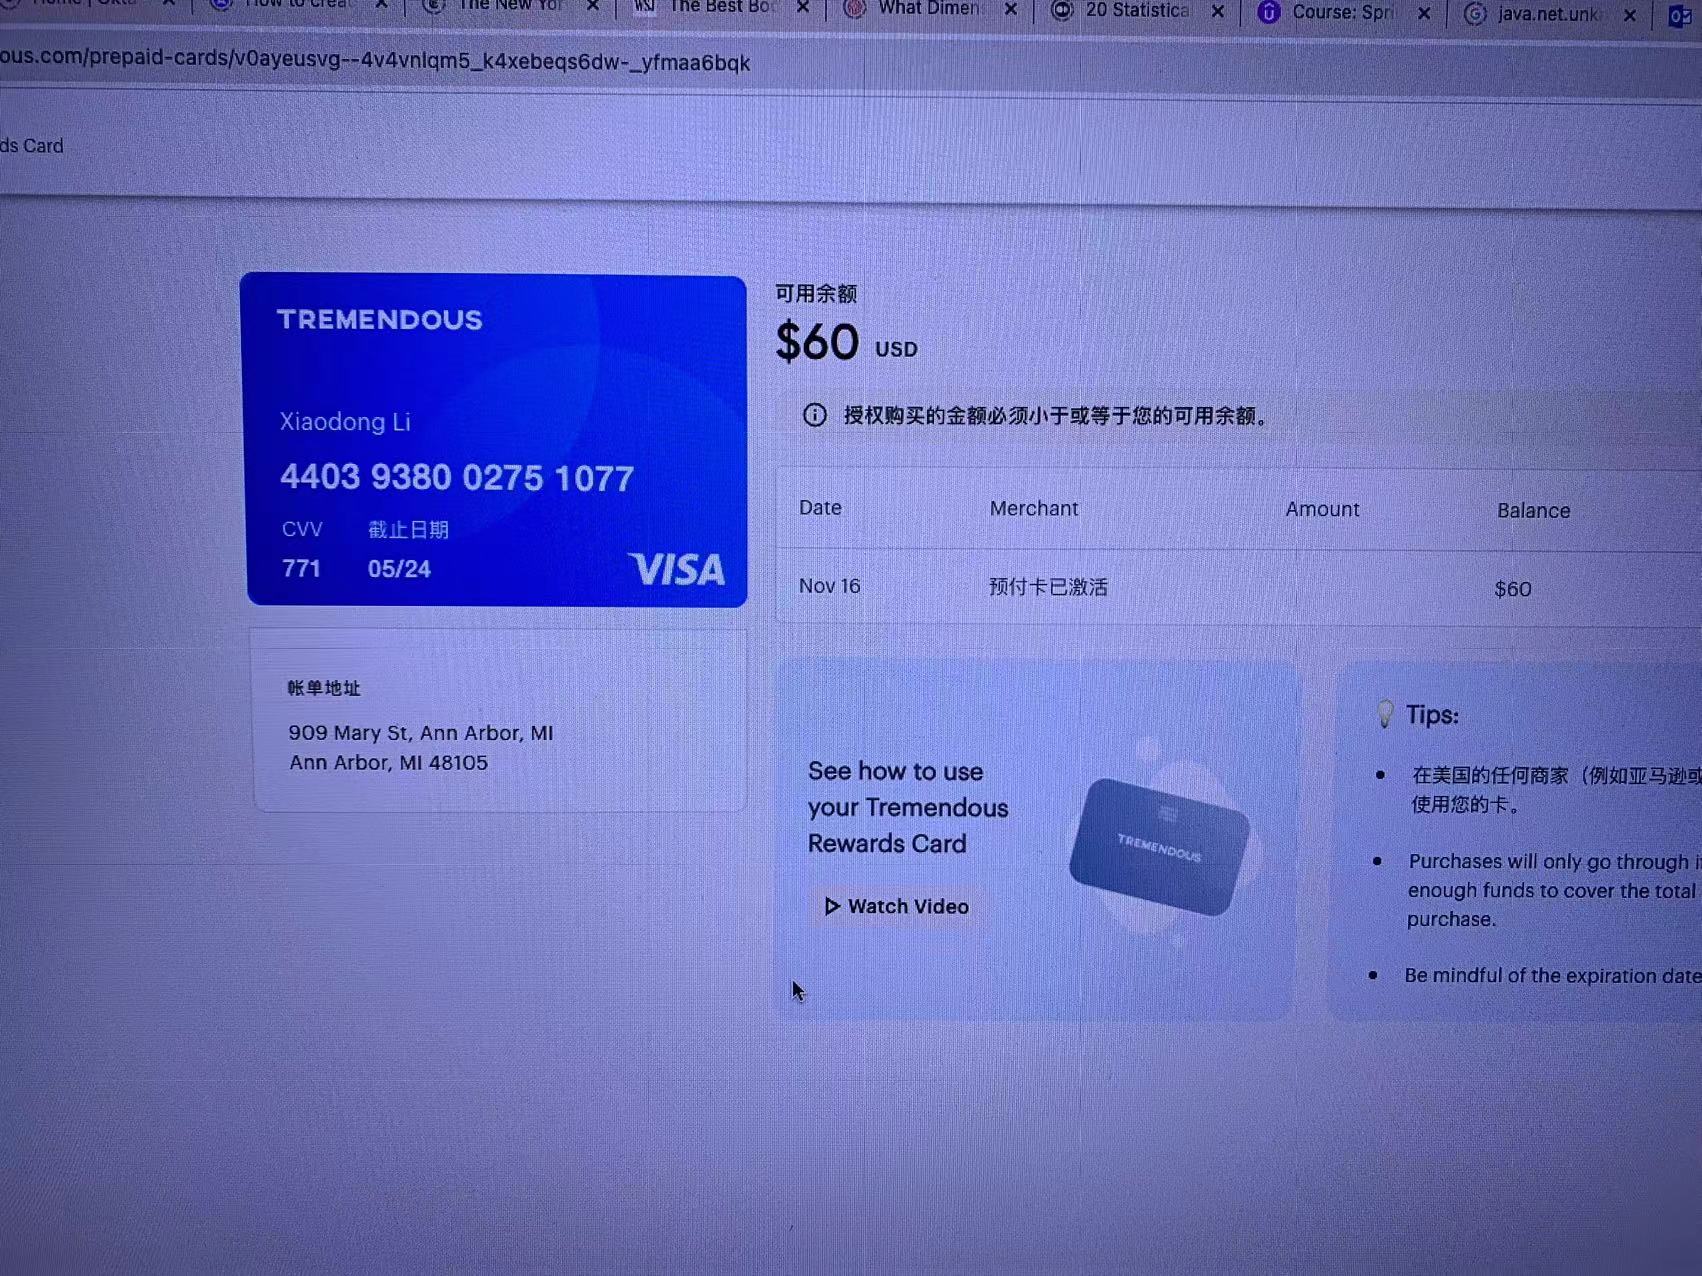 How to Creat
The New Yor
WSJ The Best Boo
What Dimen
20 Statistica
Course: Spri
java.net.unk
ous.com/prepaid-cards/v0ayeusvg--4v4vnlqm5_k4xebeqs6dw-_yfmaa6bqk
ds Card
TREMENDOUS
Xiaodong Li
4403 9380 0275 1077
CVV 截止日期
771 05/24
VISA
帐单地址
909 Mary St, Ann Arbor, MI
Ann Arbor, MI 48105
可用余额
$60 USD
授权购买的金额必须小于或等于您的可用余额。
Date Merchant Amount Balance
Nov 16 预付卡已激活 $60
See how to use
your Tremendous
Rewards Card
Watch Video
TREMENDOUS
Tips:
在美国的任何商家（例如亚马逊或
使用您的卡。
Purchases will only go through if
enough funds to cover the total
purchase.
Be mindful of the expiration date